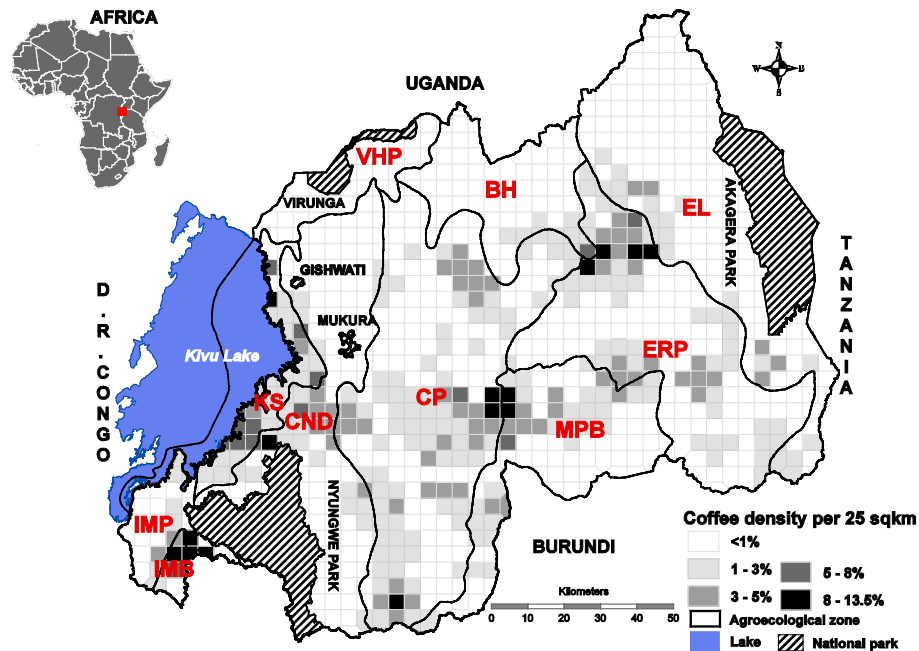 AFRICA
UGANDA
N
W E
S
VHP
VIRUNGA
BH
EL
AKAGERA PARK
TANZANIA
GISHWATI
D.R.CONGO
MUKURA
Kivu Lake
ERP
KS
CP
CND
MPB
NYUNGWE PARK
IMP
IMB
BURUNDI
Coffee density per 25 sqkm
<1%
1 - 3%
5 - 8%
3 - 5%
8 - 13.5%
Agroecological zone
Lake
National park
Kilometers
0 10 20 30 40 50